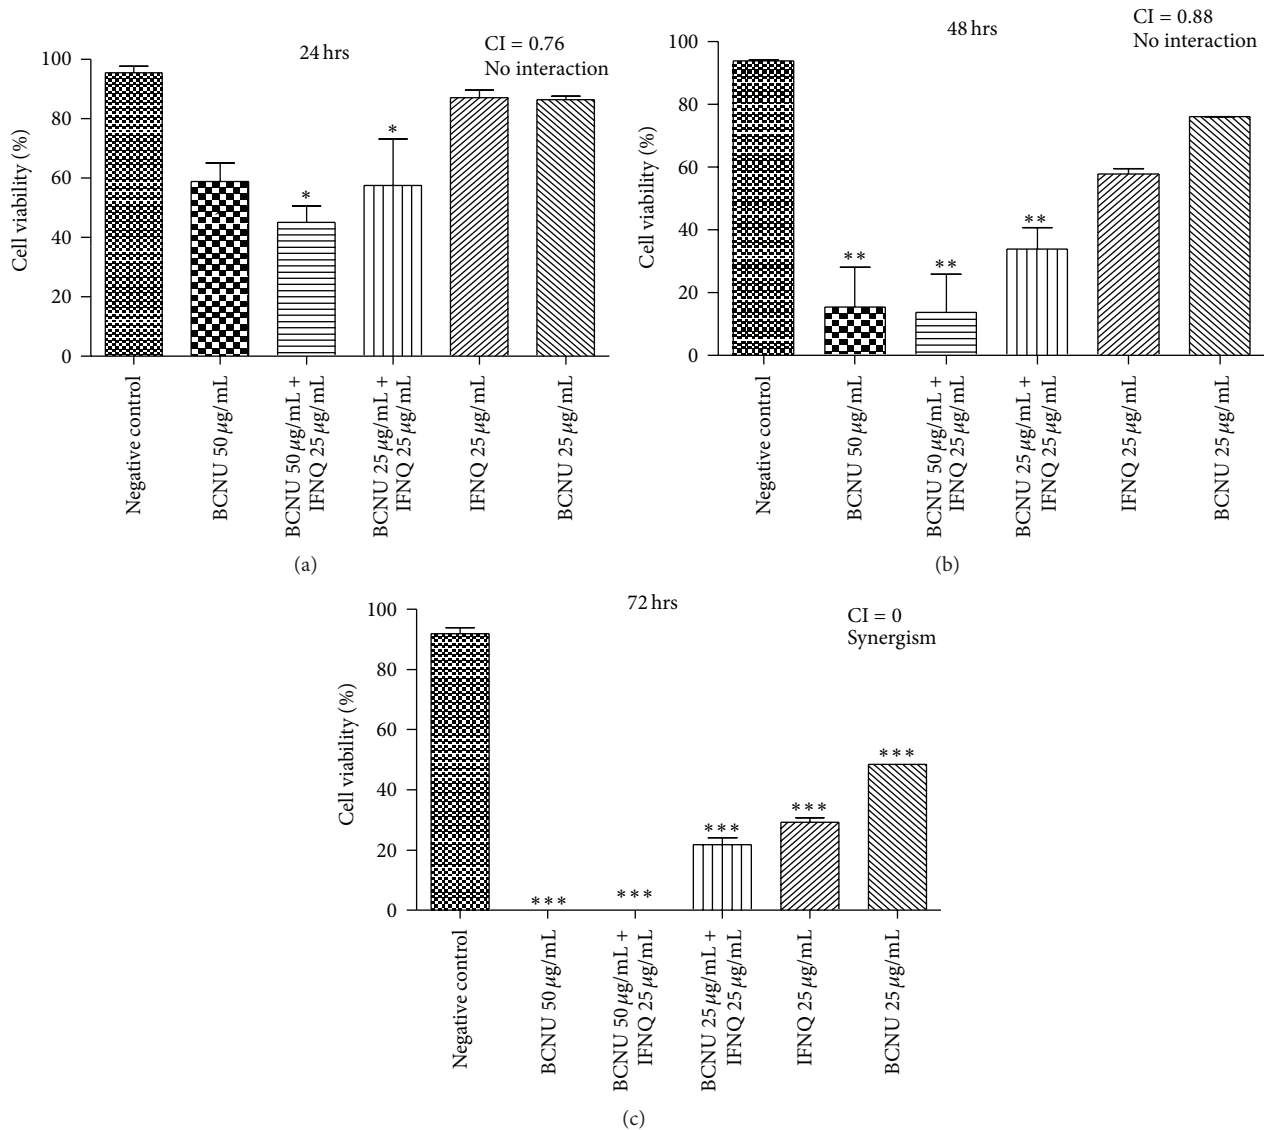 24 hrs
CI = 0.76
No interaction
Cell viability (%)
100
80
60
40
20
0
*
*
Negative control
BCNU 50 μg/mL
BCNU 50 μg/mL +
IFNQ 25 μg/mL
BCNU 25 μg/mL +
IFNQ 25 μg/mL
IFNQ 25 μg/mL
BCNU 25 μg/mL
(a)
48 hrs
CI = 0.88
No interaction
Cell viability (%)
100
80
60
40
20
0
**
**
**
Negative control
BCNU 50 μg/mL
BCNU 50 μg/mL +
IFNQ 25 μg/mL
BCNU 25 μg/mL +
IFNQ 25 μg/mL
IFNQ 25 μg/mL
BCNU 25 μg/mL
(b)
72 hrs
CI = 0
Synergism
Cell viability (%)
100
80
60
40
20
0
***
***
***
***
***
Negative control
BCNU 50 μg/mL
BCNU 50 μg/mL +
IFNQ 25 μg/mL
BCNU 25 μg/mL +
IFNQ 25 μg/mL
IFNQ 25 μg/mL
BCNU 25 μg/mL
(c)